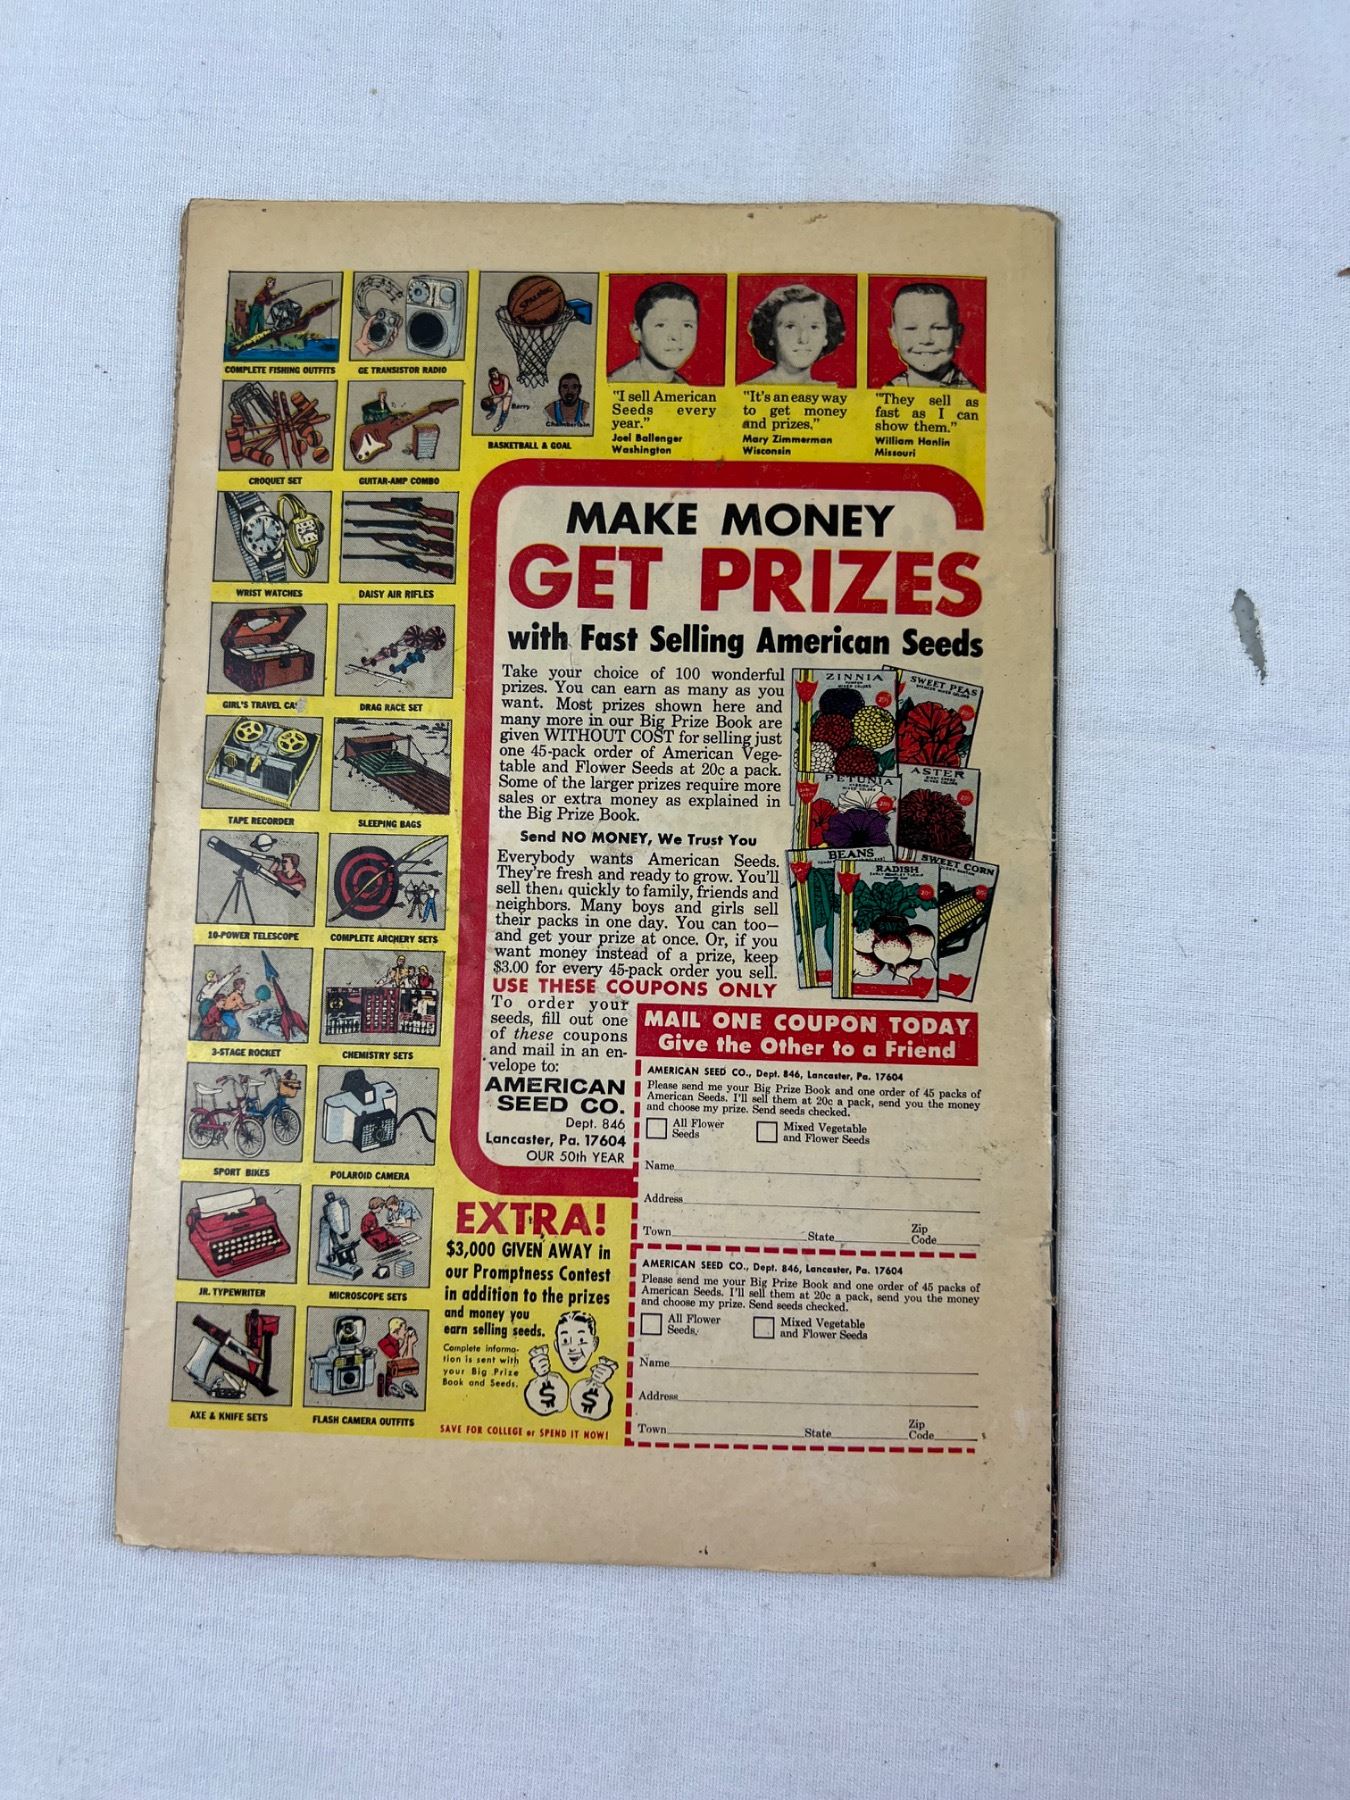 COMPLETE FISHING OUTFITS
GE TRANSISTOR RADIO
SPALDING
Barry
Chamberlain
BASKETBALL & GOAL
"I sell American
Seeds every
year."
Joel Ballenger
Washington
"It's an easy way
to get money
and prizes."
Mary Zimmerman
Wisconsin
"They sell as
fast as I can
show them."
William Hanlin
Missouri
CROQUET SET
GUITAR-AMP COMBO
WRIST WATCHES
DAISY AIR RIFLES
GIRL'S TRAVEL CA
DRAG RACE SET
TAPE RECORDER
SLEEPING BAGS
10-POWER TELESCOPE
COMPLETE ARCHERY SETS
3-STAGE ROCKET
CHEMISTRY SETS
SPORT BIKES
POLAROID CAMERA
JR. TYPEWRITER
MICROSCOPE SETS
AXE & KNIFE SETS
FLASH CAMERA OUTFITS
MAKE MONEY
GET PRIZES
with Fast Selling American Seeds
Take your choice of 100 wonderful
prizes. You can earn as many as you
want. Most prizes shown here and
many more in our Big Prize Book are
given WITHOUT COST for selling just
one 45-pack order of American Vege-
table and Flower Seeds at 20c a pack.
Some of the larger prizes require more
sales or extra money as explained in
the Big Prize Book.
Send NO MONEY, We Trust You
Everybody wants American Seeds.
They're fresh and ready to grow. You'll
sell them quickly to family, friends and
neighbors. Many boys and girls sell
their packs in one day. You can too—
and get your prize at once. Or, if you
want money instead of a prize, keep
$3.00 for every 45-pack order you sell.
USE THESE COUPONS ONLY
To order your
seeds, fill out one
of these coupons
and mail in an en-
velope to:
AMERICAN
SEED CO.
Dept. 846
Lancaster, Pa. 17604
OUR 50th YEAR
ZINNIA
MIXED COLORS
SWEET PEAS
MIXED COLORS
PETUNIA
ASTER
BEANS
SWEET CORN
RADISH
MAIL ONE COUPON TODAY
Give the Other to a Friend
AMERICAN SEED CO., Dept. 846, Lancaster, Pa. 17604
Please send me your Big Prize Book and one order of 45 packs of
American Seeds. I'll sell them at 20c a pack, send you the money
and choose my prize. Send seeds checked.
All Flower
Seeds
Mixed Vegetable
and Flower Seeds
Name
Address
Town State Zip Code
AMERICAN SEED CO., Dept. 846, Lancaster, Pa. 17604
Please send me your Big Prize Book and one order of 45 packs of
American Seeds. I'll sell them at 20c a pack, send you the money
and choose my prize. Send seeds checked.
All Flower
Seeds.
Mixed Vegetable
and Flower Seeds
Name
Address
Town State Zip Code
EXTRA!
$3,000 GIVEN AWAY in
our Promptness Contest
in addition to the prizes
and money you
earn selling seeds.
Complete informa-
tion is sent with
your Big Prize
Book and Seeds.
$ $
SAVE FOR COLLEGE or SPEND IT NOW!